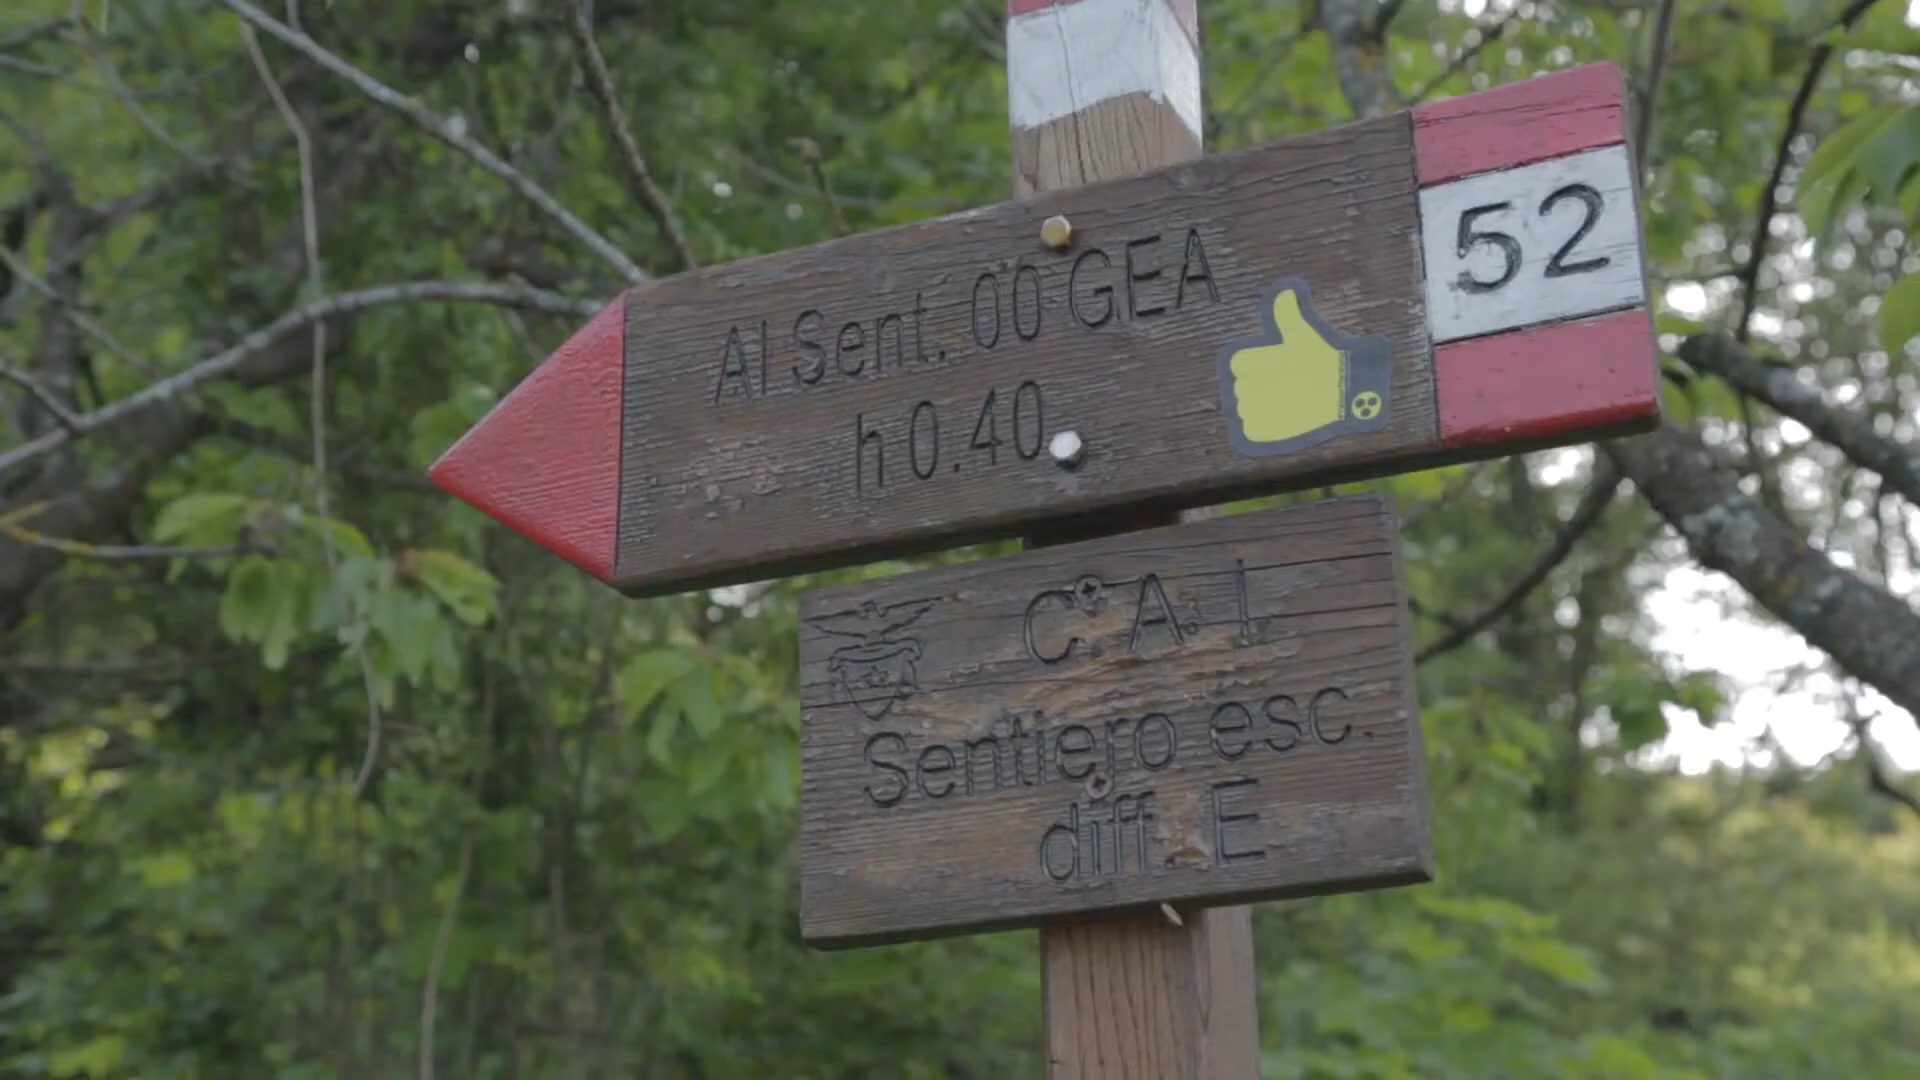 Al Sent. 00 GEA
h 0.40
52
C. A. I.
Sentiero esc.
diff. E